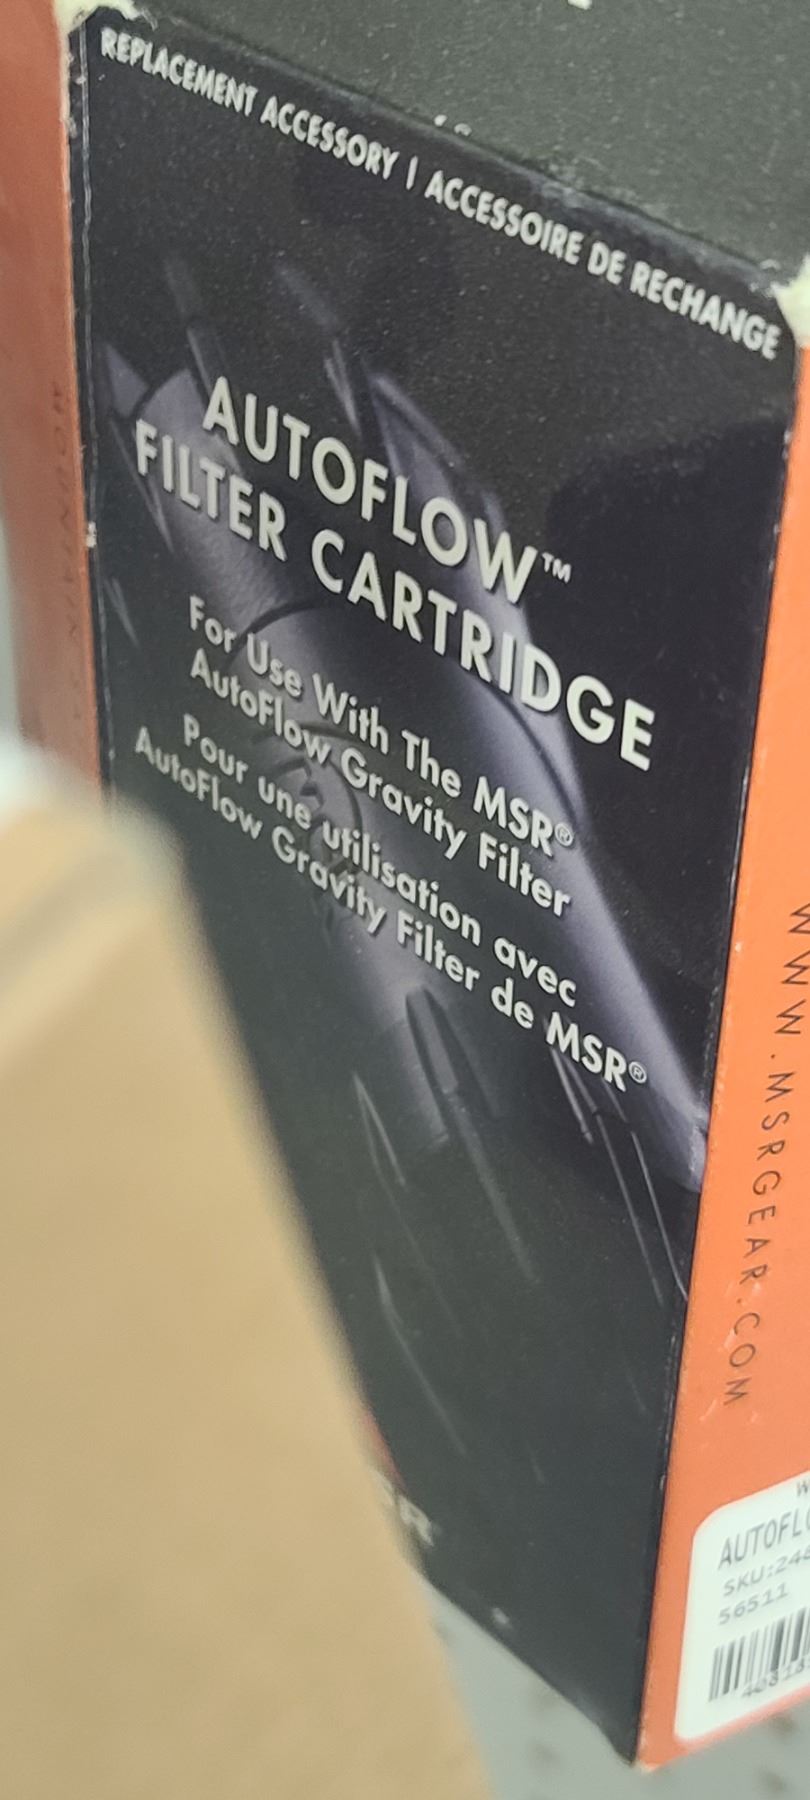 REPLACEMENT ACCESSORY | ACCESSOIRE DE RECHANGE
AUTOFLOW™
FILTER CARTRIDGE
For Use With The MSR®
AutoFlow Gravity Filter
Pour une utilisation avec
AutoFlow Gravity Filter de MSR®
WWW.MSRGEAR.COM
56511